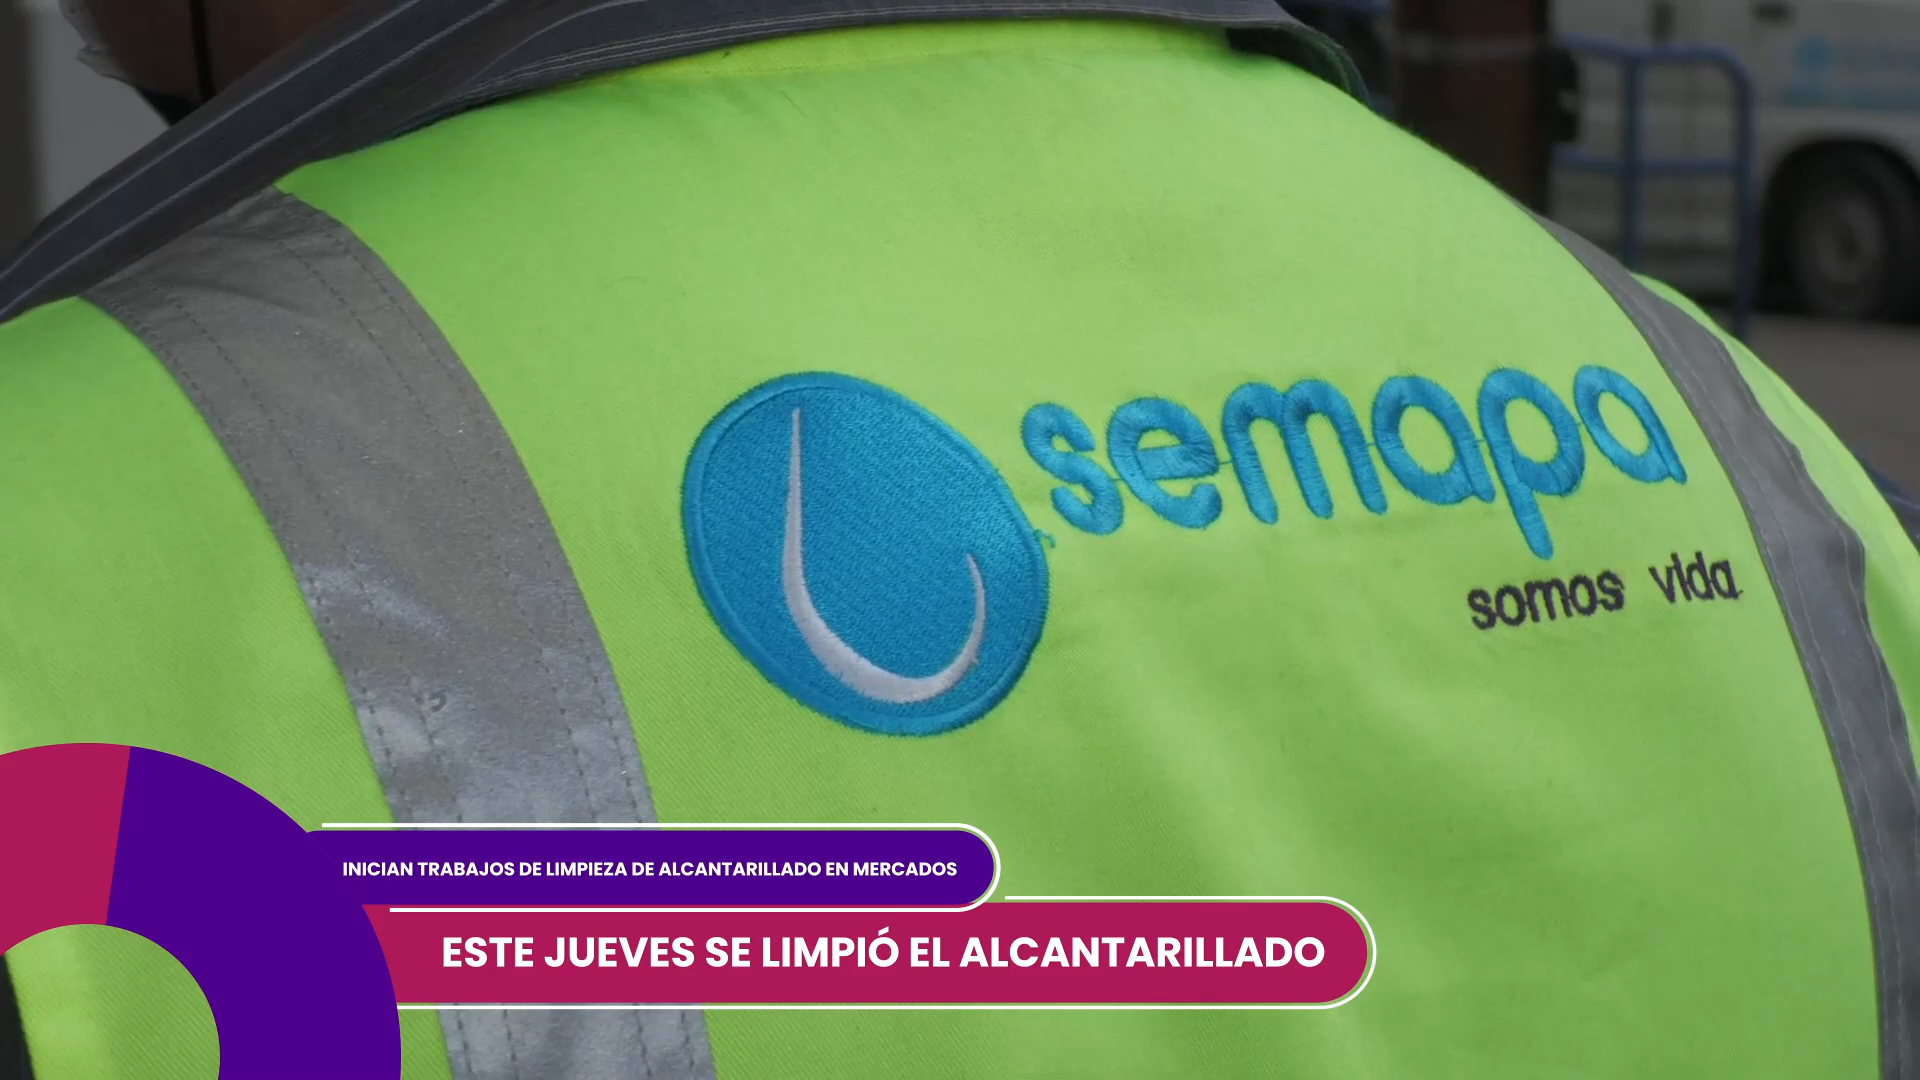 semapa
somos vida
INICIAN TRABAJOS DE LIMPIEZA DE ALCANTARILLADO EN MERCADOS
ESTE JUEVES SE LIMPIÓ EL ALCANTARILLADO